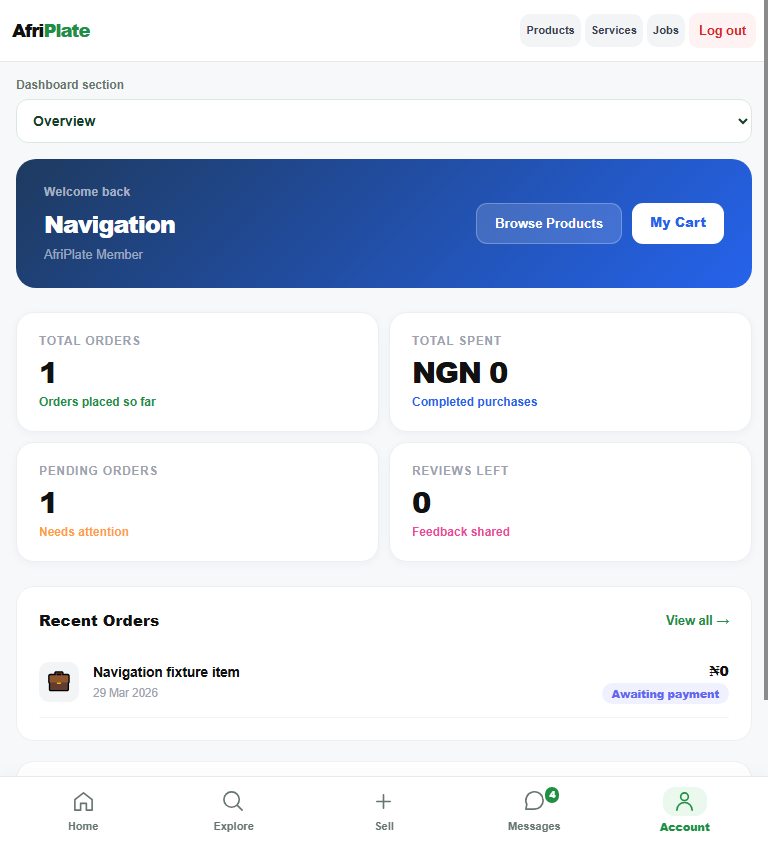 AfriPlate
Products Services Jobs Log out
Dashboard section
Overview
Welcome back
Navigation
AfriPlate Member
Browse Products
My Cart
TOTAL ORDERS
1
Orders placed so far
TOTAL SPENT
NGN 0
Completed purchases
PENDING ORDERS
1
Needs attention
REVIEWS LEFT
0
Feedback shared
Recent Orders
View all →
Navigation fixture item
29 Mar 2026
₦0
Awaiting payment
Home
Explore
Sell
4
Messages
Account